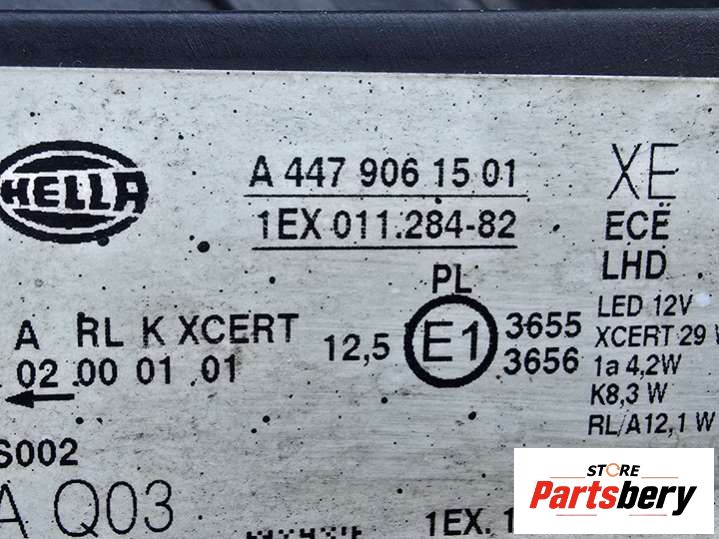 HELLA
A 447 906 15 01
1EX 011.284-82
XE
ECË
LHD
PL
A RL K XCERT
02 00 01 01
12,5
E1
3655
3656
LED 12V
XCERT 29
1a 4,2W
K8,3 W
RL/A12,1 W
S002
A Q03
1EX. 1
STORE
Partsbery